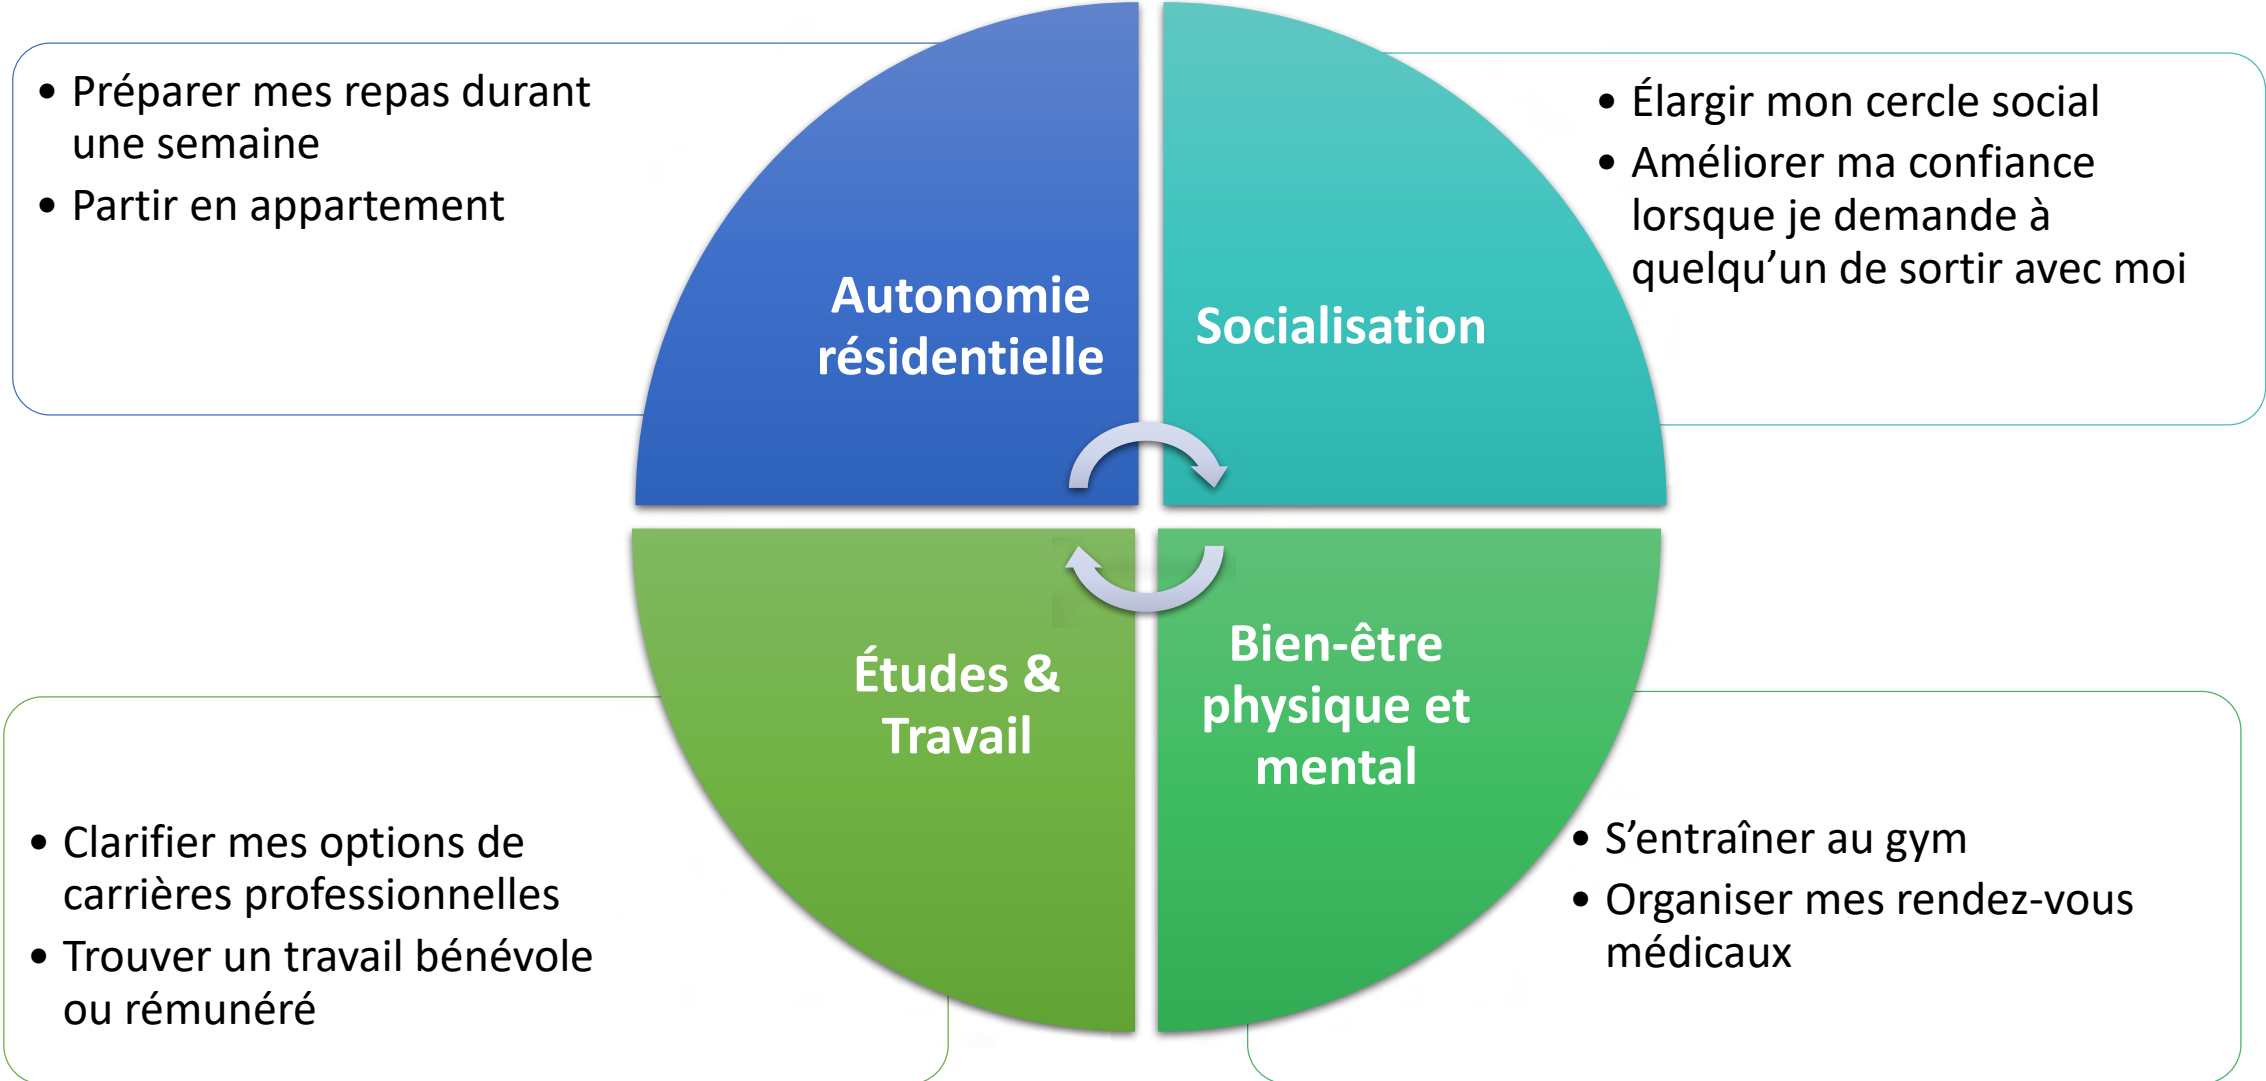 • Préparer mes repas durant
une semaine
• Partir en appartement
Autonomie
résidentielle
• Élargir mon cercle social
• Améliorer ma confiance
lorsque je demande à
quelqu’un de sortir avec moi
Socialisation
Études &
Travail
• Clarifier mes options de
carrières professionnelles
• Trouver un travail bénévole
ou rémunéré
Bien-être
physique et
mental
• S’entraîner au gym
• Organiser mes rendez-vous
médicaux